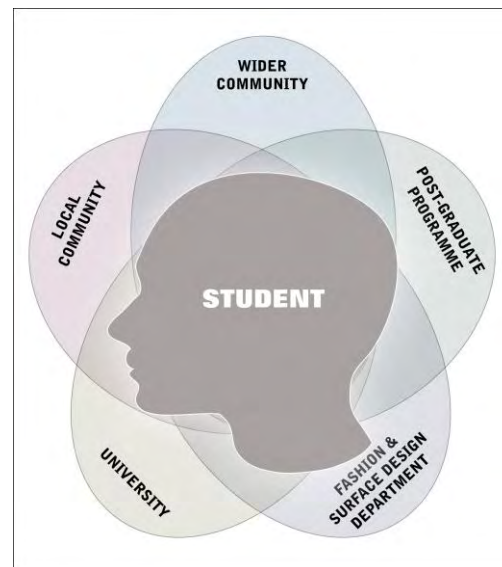 WIDER
COMMUNITY
LOCAL
COMMUNITY
POST-GRADUATE
PROGRAMME
STUDENT
UNIVERSITY
FASHION &
SURFACE DESIGN
DEPARTMENT